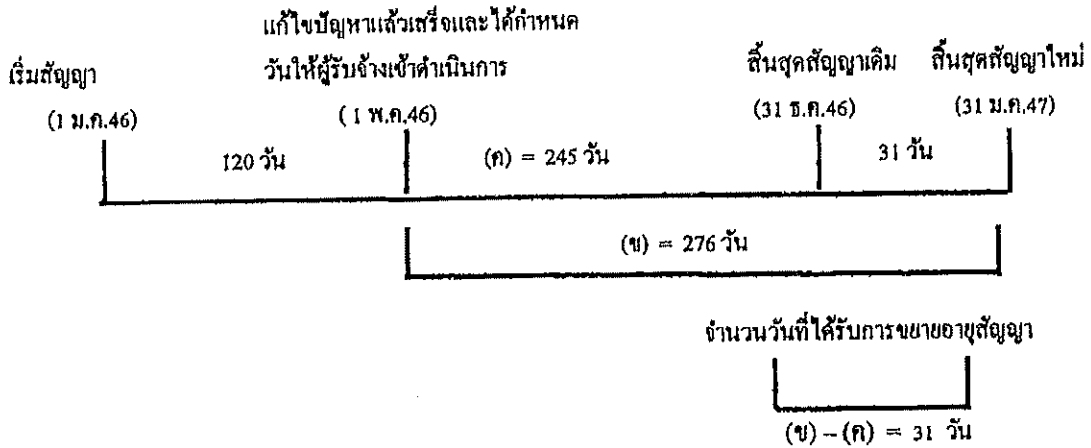 แก้ไขปัญหาแล้วเสร็จและได้กำหนด
วันให้ผู้รับจ้างเข้าดำเนินการ
เริ่มสัญญา
สิ้นสุดสัญญาเดิม
สิ้นสุดสัญญาใหม่
(1 ม.ค.46)
( 1 พ.ค.46)
(31 ธ.ค.46)
(31 ม.ค.47)
120 วัน
(ค) = 245 วัน
31 วัน
(ข) = 276 วัน
จำนวนวันที่ได้รับการขยายอายุสัญญา
(ข) – (ค) = 31 วัน